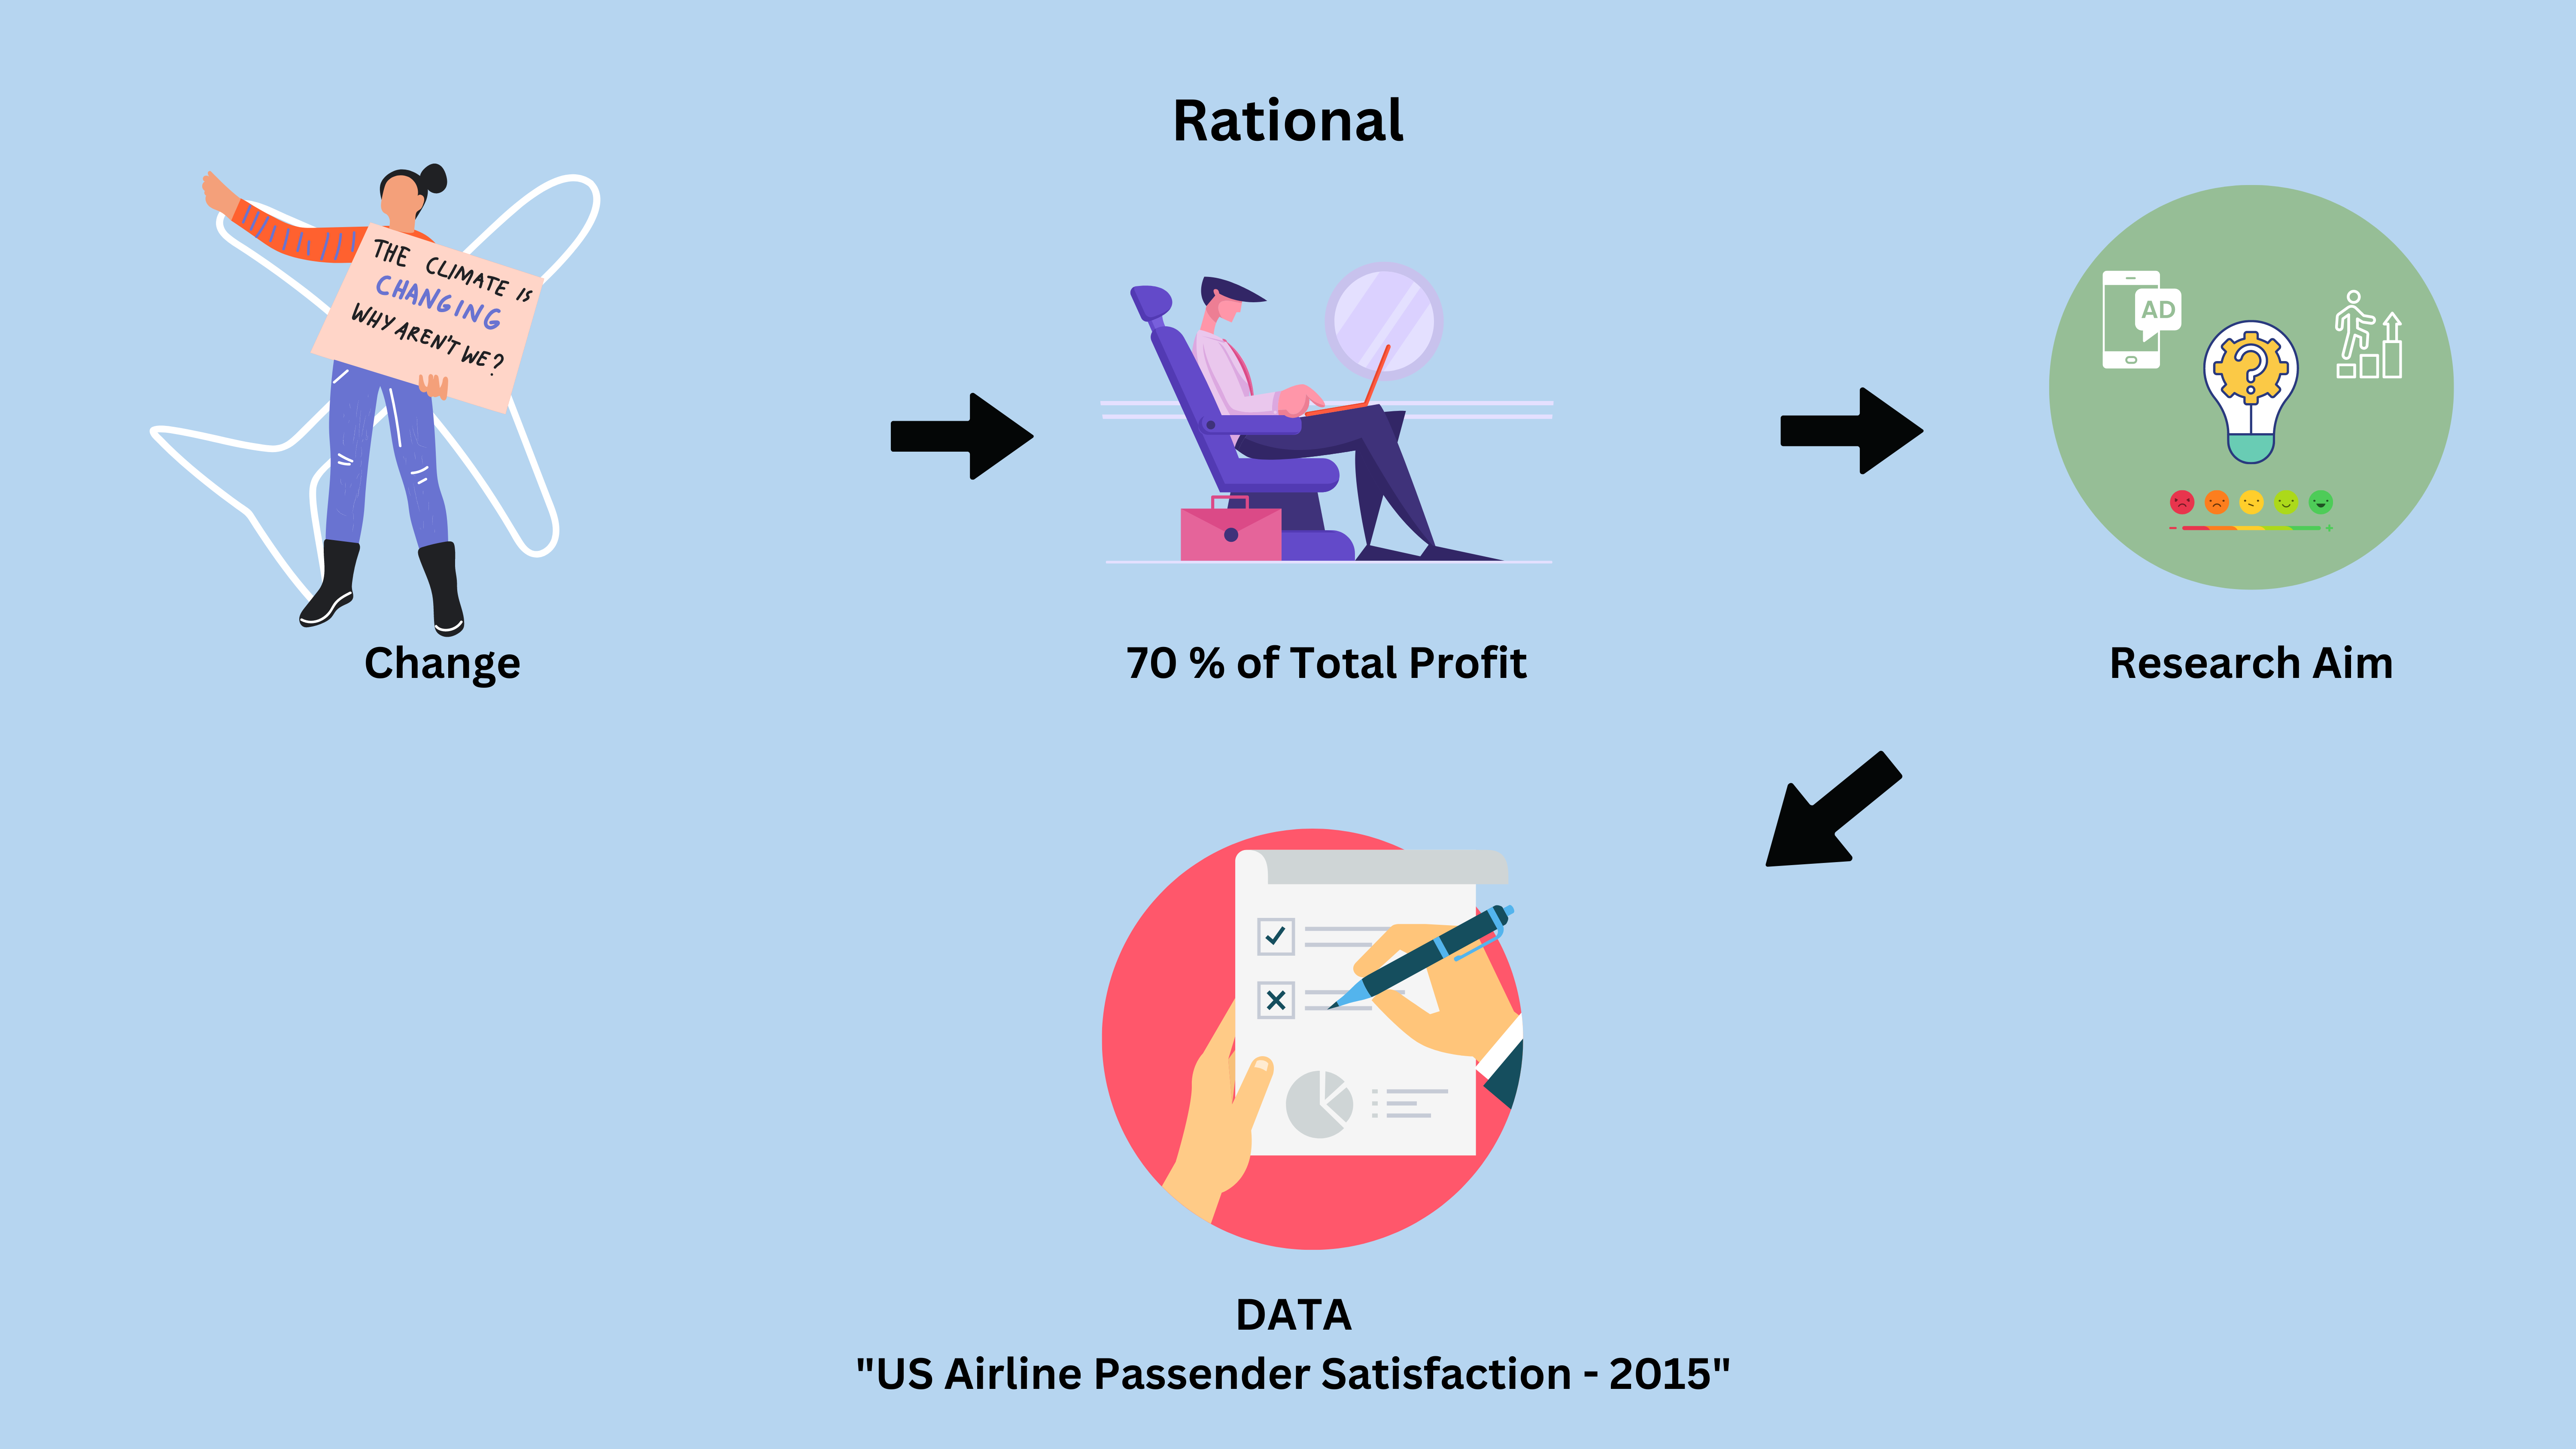 Rational
THE CLIMATE IS
CHANGING
WHY AREN'T WE?
AD
Change
70 % of Total Profit
Research Aim
DATA
"US Airline Passender Satisfaction - 2015"